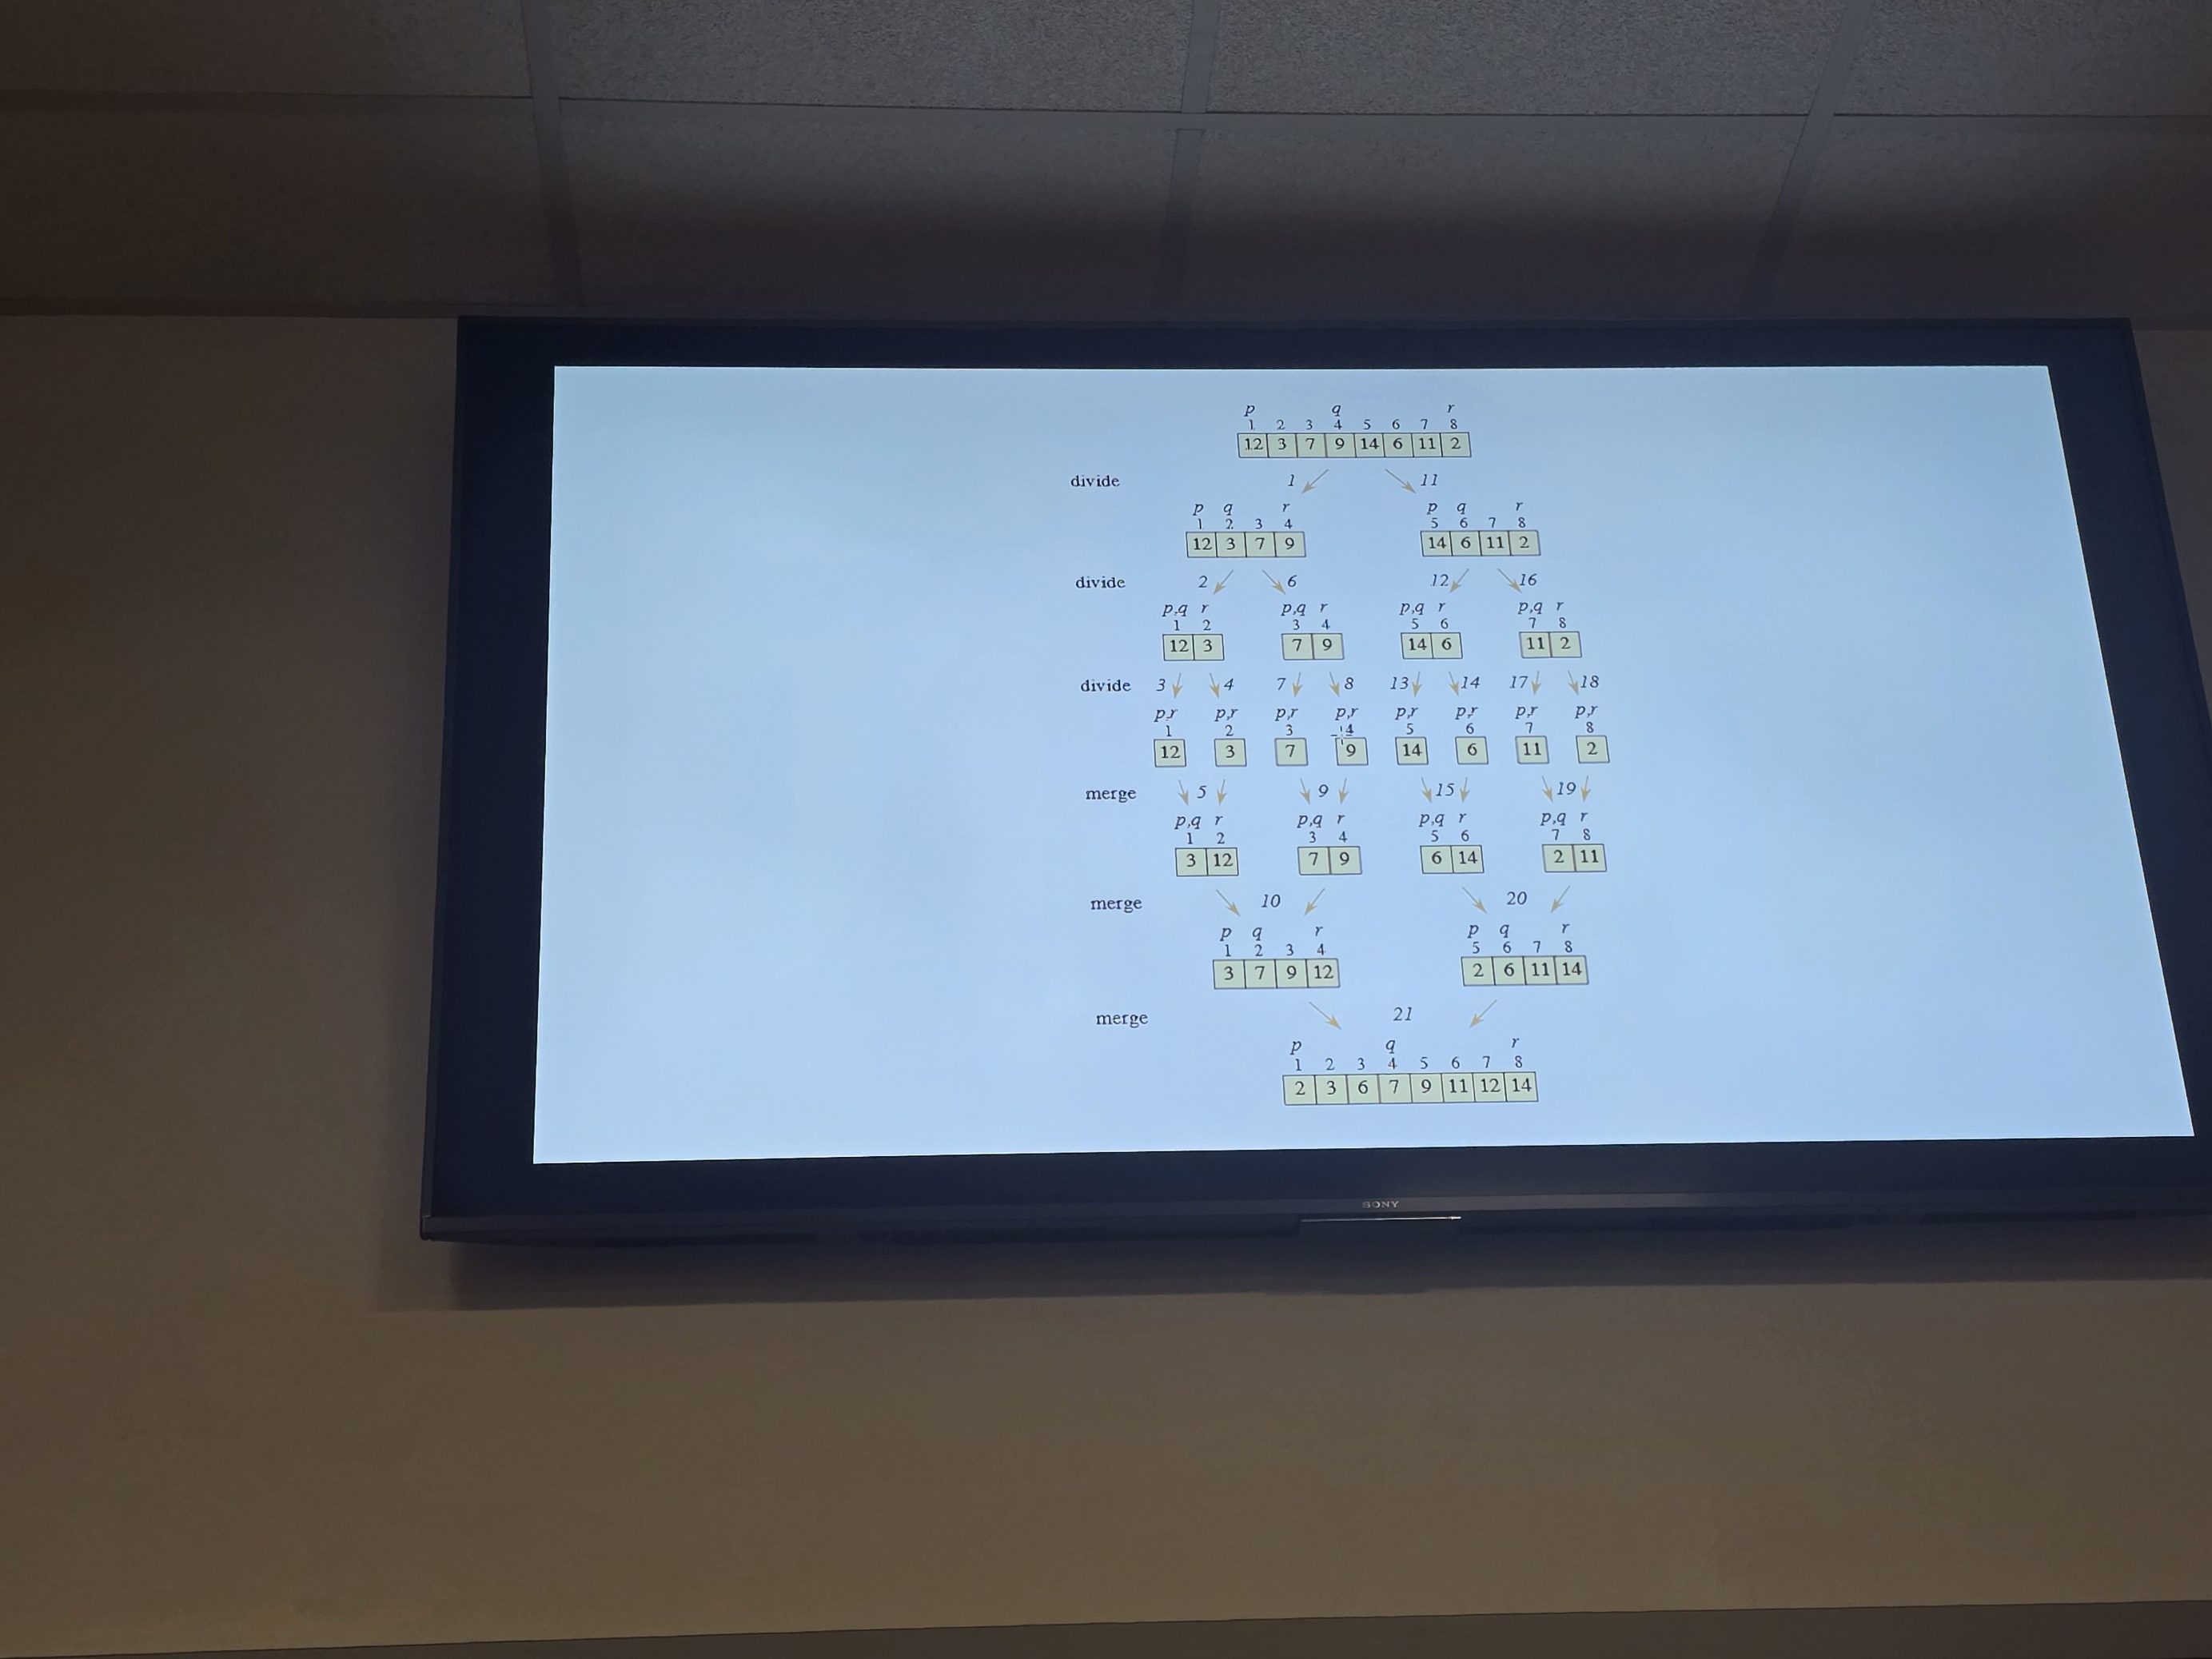 p q r
1 2 3 4 5 6 7 8
12 3 7 9 14 6 11 2
divide 1 11
p q r p q r
1 2 3 4 5 6 7 8
12 3 7 9 14 6 11 2
divide 2 6 12 16
p,q r p,q r p,q r p,q r
1 2 3 4 5 6 7 8
12 3 7 9 14 6 11 2
divide 3 4 7 8 13 14 17 18
p,r p,r p,r p,r p,r p,r p,r p,r
1 2 3 4 5 6 7 8
12 3 7 9 14 6 11 2
merge 5 9 15 19
p,q r p,q r p,q r p,q r
1 2 3 4 5 6 7 8
3 12 7 9 6 14 2 11
merge 10 20
p q r p q r
1 2 3 4 5 6 7 8
3 7 9 12 2 6 11 14
merge 21
p q r
1 2 3 4 5 6 7 8
2 3 6 7 9 11 12 14
SONY